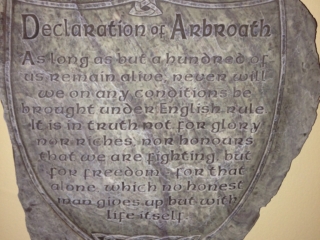 Declaration of Arbroath
As long as but a hundred of
us remain alive, never will
we on any conditions be
brought under English rule.
It is in truth not for glory
nor riches, nor honours
that we are fighting, but
for freedom - for that
alone, which no honest
man gives up but with
life itself.